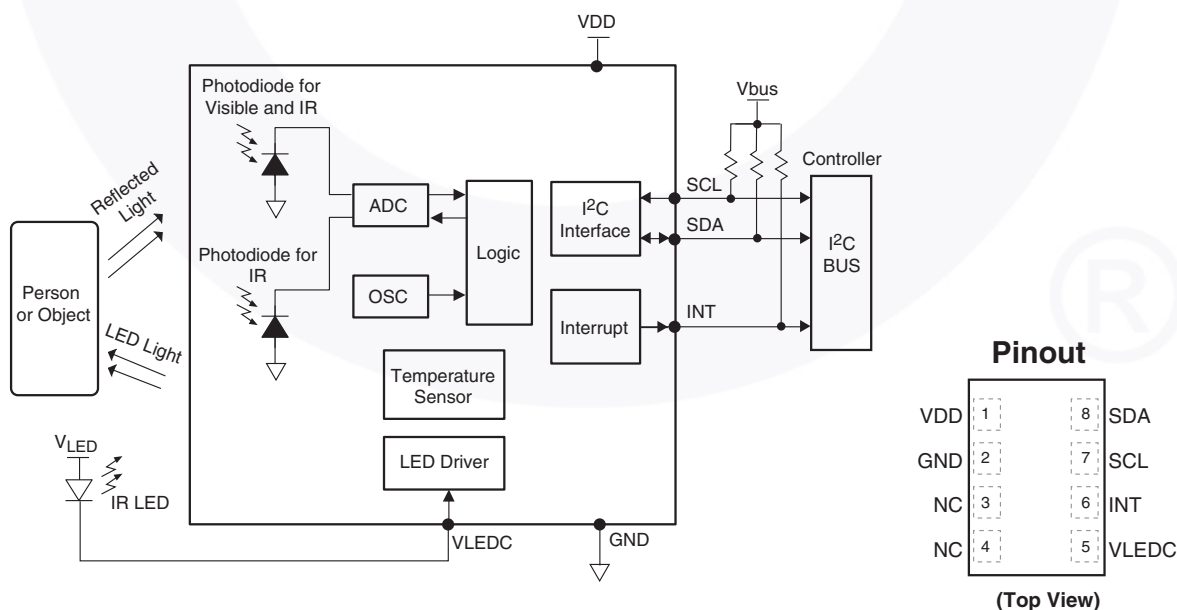 VDD
Photodiode for
Visible and IR
Vbus
Controller
Reflected
Light
ADC
Logic
I²C
Interface
SCL
SDA
I²C
BUS
Photodiode for
IR
OSC
Person
or Object
LED Light
Interrupt
INT
Temperature
Sensor
LED Driver
VLED
IR LED
VLEDC
GND
Pinout
VDD 1 8 SDA
GND 2 7 SCL
NC 3 6 INT
NC 4 5 VLEDC
(Top View)
®